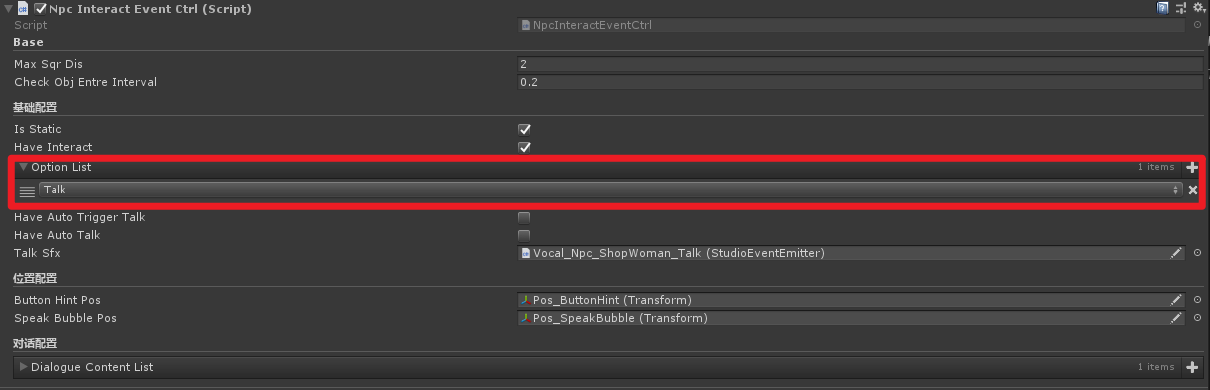 Npc Interact Event Ctrl (Script)
Script NpcInteractEventCtrl
Base
Max Sqr Dis 2
Check Obj Entre Interval 0.2
基础配置
Is Static
Have Interact
Option List 1 items
Talk
Have Auto Trigger Talk
Have Auto Talk
Talk Sfx Vocal_Npc_ShopWoman_Talk (StudioEventEmitter)
位置配置
Button Hint Pos Pos_ButtonHint (Transform)
Speak Bubble Pos Pos_SpeakBubble (Transform)
对话配置
Dialogue Content List 1 items